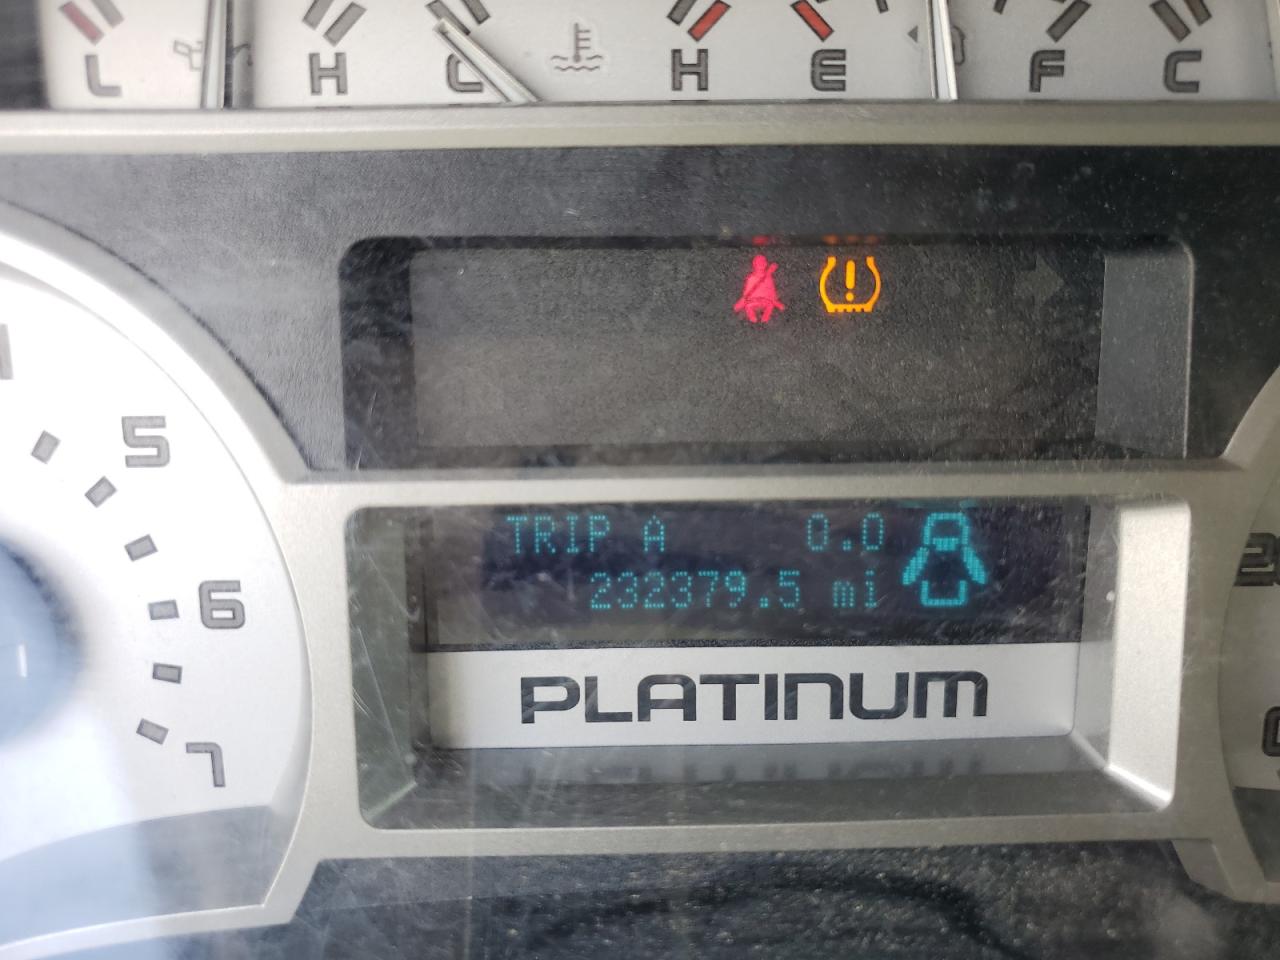 L H C H E F C
5
6
7
TRIP A 0.0
232379.5 mi
PLATINUM